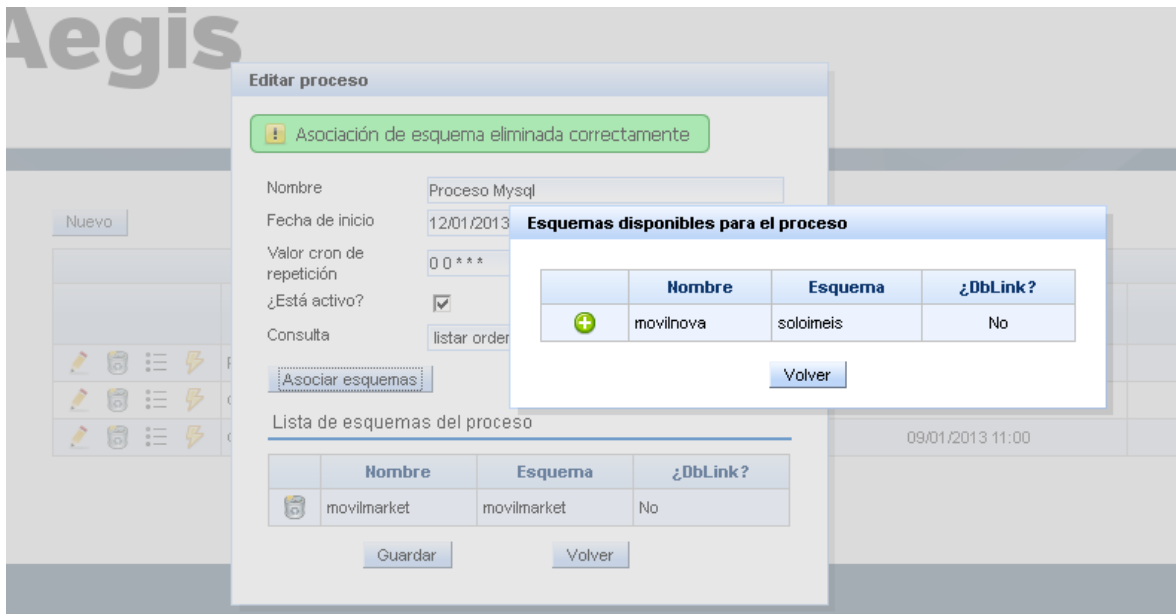 Aegis
Editar proceso
Asociación de esquema eliminada correctamente
Nombre
Proceso Mysql
Nuevo
Fecha de inicio
12/01/2013
Esquemas disponibles para el proceso
Valor cron de
repetición
0 0 * * *
Nombre Esquema ¿DbLink?
¿Está activo?
movilnova soloimeis No
Consulta
listar order
Volver
Asociar esquemas
Lista de esquemas del proceso
09/01/2013 11:00
Nombre Esquema ¿DbLink?
movilmarket movilmarket No
Guardar Volver